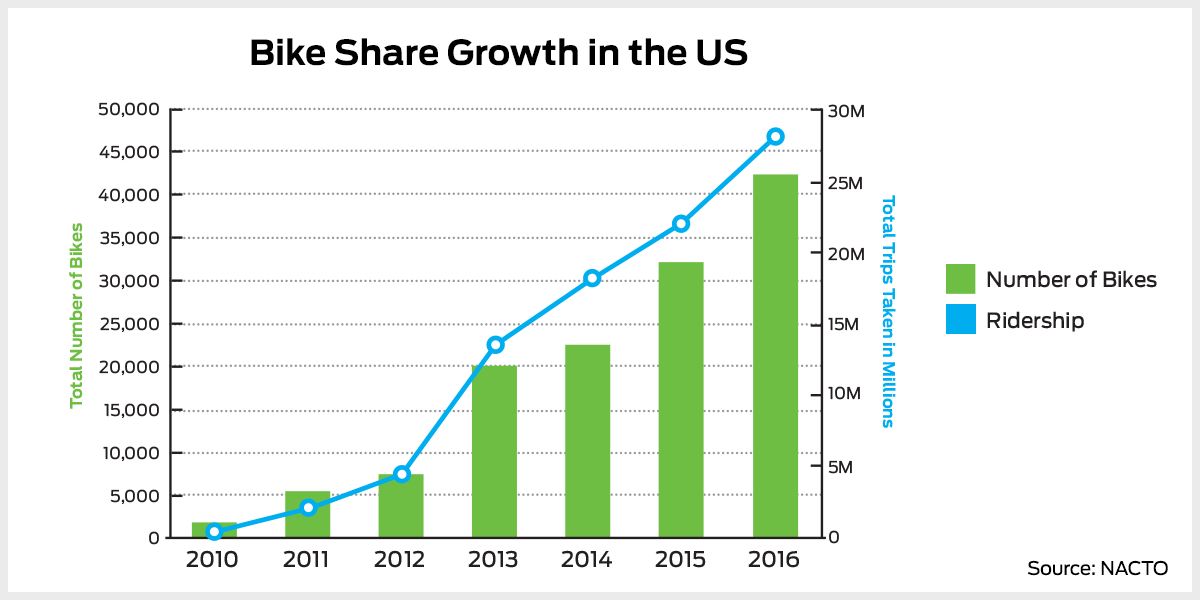 Bike Share Growth in the US
50,000
45,000
40,000
35,000
30,000
25,000
20,000
15,000
10,000
5,000
0
Total Number of Bikes
30M
25M
20M
15M
10M
5M
0
Total Trips Taken in Millions
2010 2011 2012 2013 2014 2015 2016
Number of Bikes
Ridership
Source: NACTO